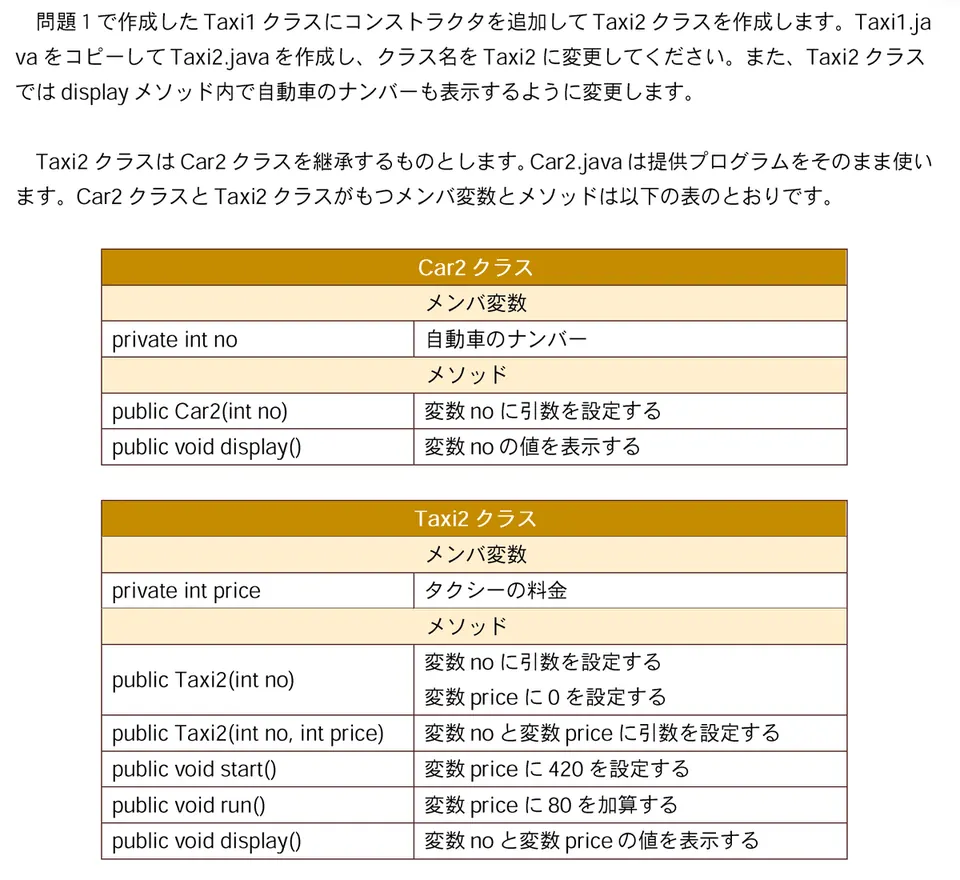 問題1で作成した Taxi1 クラスにコンストラクタを追加して Taxi2 クラスを作成します。Taxi1.ja
va をコピーして Taxi2.java を作成し、クラス名を Taxi2 に変更してください。また、Taxi2 クラス
では display メソッド内で自動車のナンバーも表示するように変更します。
Taxi2 クラスは Car2 クラスを継承するものとします。Car2.java は提供プログラムをそのまま使い
ます。Car2 クラスと Taxi2 クラスがもつメンバ変数とメソッドは以下の表のとおりです。
Car2 クラス
メンバ変数
private int no 自動車のナンバー
メソッド
public Car2(int no) 変数 no に引数を設定する
public void display() 変数 no の値を表示する
Taxi2 クラス
メンバ変数
private int price タクシーの料金
メソッド
public Taxi2(int no) 変数 no に引数を設定する
変数 price に 0 を設定する
public Taxi2(int no, int price) 変数 no と変数 price に引数を設定する
public void start() 変数 price に 420 を設定する
public void run() 変数 price に 80 を加算する
public void display() 変数 no と変数 price の値を表示する